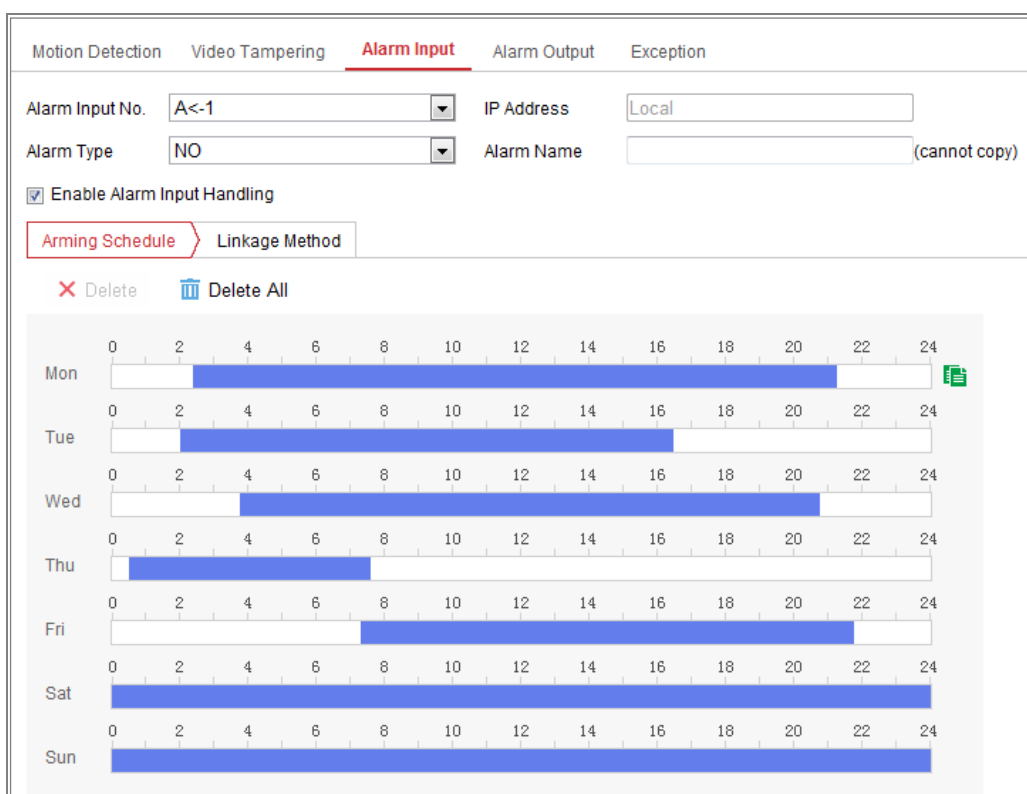 Motion Detection Video Tampering Alarm Input Alarm Output Exception
Alarm Input No. A<-1 IP Address Local
Alarm Type NO Alarm Name (cannot copy)
Enable Alarm Input Handling
Arming Schedule Linkage Method
Delete Delete All
0 2 4 6 8 10 12 14 16 18 20 22 24
Mon
0 2 4 6 8 10 12 14 16 18 20 22 24
Tue
0 2 4 6 8 10 12 14 16 18 20 22 24
Wed
0 2 4 6 8 10 12 14 16 18 20 22 24
Thu
0 2 4 6 8 10 12 14 16 18 20 22 24
Fri
0 2 4 6 8 10 12 14 16 18 20 22 24
Sat
0 2 4 6 8 10 12 14 16 18 20 22 24
Sun